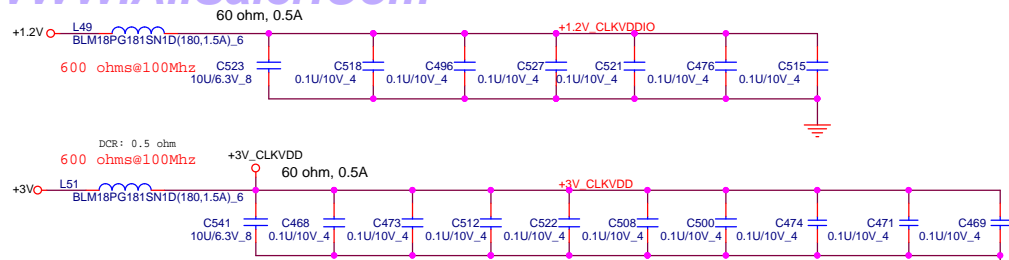 60 ohm, 0.5A
+1.2V
L49
BLM18PG181SN1D(180,1.5A)_6
600 ohms@100Mhz
+1.2V_CLKVDDIO
C523
10U/6.3V_8
C518
0.1U/10V_4
C496
0.1U/10V_4
C527
0.1U/10V_4
C521
0.1U/10V_4
C476
0.1U/10V_4
C515
0.1U/10V_4
DCR: 0.5 ohm
600 ohms@100Mhz
+3V_CLKVDD
60 ohm, 0.5A
+3V
L51
BLM18PG181SN1D(180,1.5A)_6
+3V_CLKVDD
C541
10U/6.3V_8
C468
0.1U/10V_4
C473
0.1U/10V_4
C512
0.1U/10V_4
C522
0.1U/10V_4
C508
0.1U/10V_4
C500
0.1U/10V_4
C474
0.1U/10V_4
C471
0.1U/10V_4
C469
0.1U/10V_4